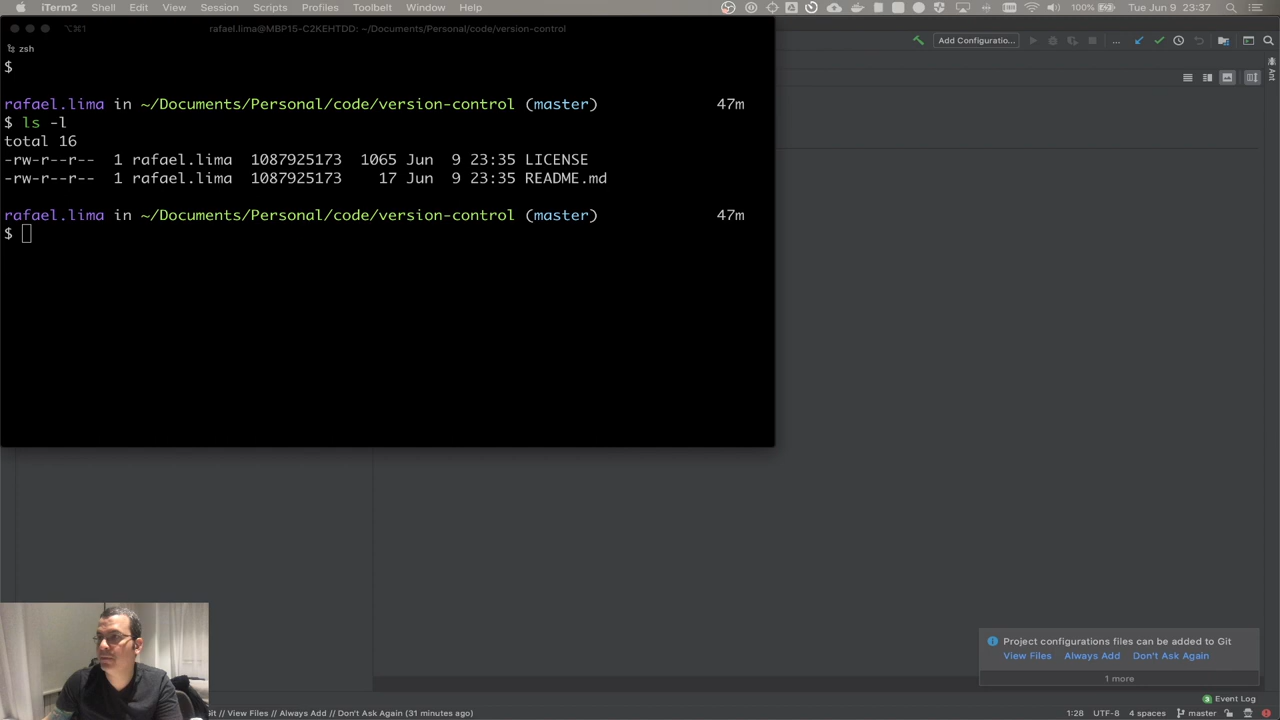 iTerm2 Shell Edit View Session Scripts Profiles Toolbelt Window Help 100% Tue Jun 9 23:37
⌥⌘1 rafael.lima@MBP15-C2KEHTDD: ~/Documents/Personal/code/version-control
Add Configuratio... ...
zsh
$
Ant
rafael.lima in ~/Documents/Personal/code/version-control (master) 47m
$ ls -l
total 16
-rw-r--r-- 1 rafael.lima 1087925173 1065 Jun 9 23:35 LICENSE
-rw-r--r-- 1 rafael.lima 1087925173 17 Jun 9 23:35 README.md
rafael.lima in ~/Documents/Personal/code/version-control (master) 47m
$
Project configurations files can be added to Git
View Files Always Add Don't Ask Again
1 more
3 Event Log
Git // View Files // Always Add // Don't Ask Again (31 minutes ago) 1:28 UTF-8 4 spaces master